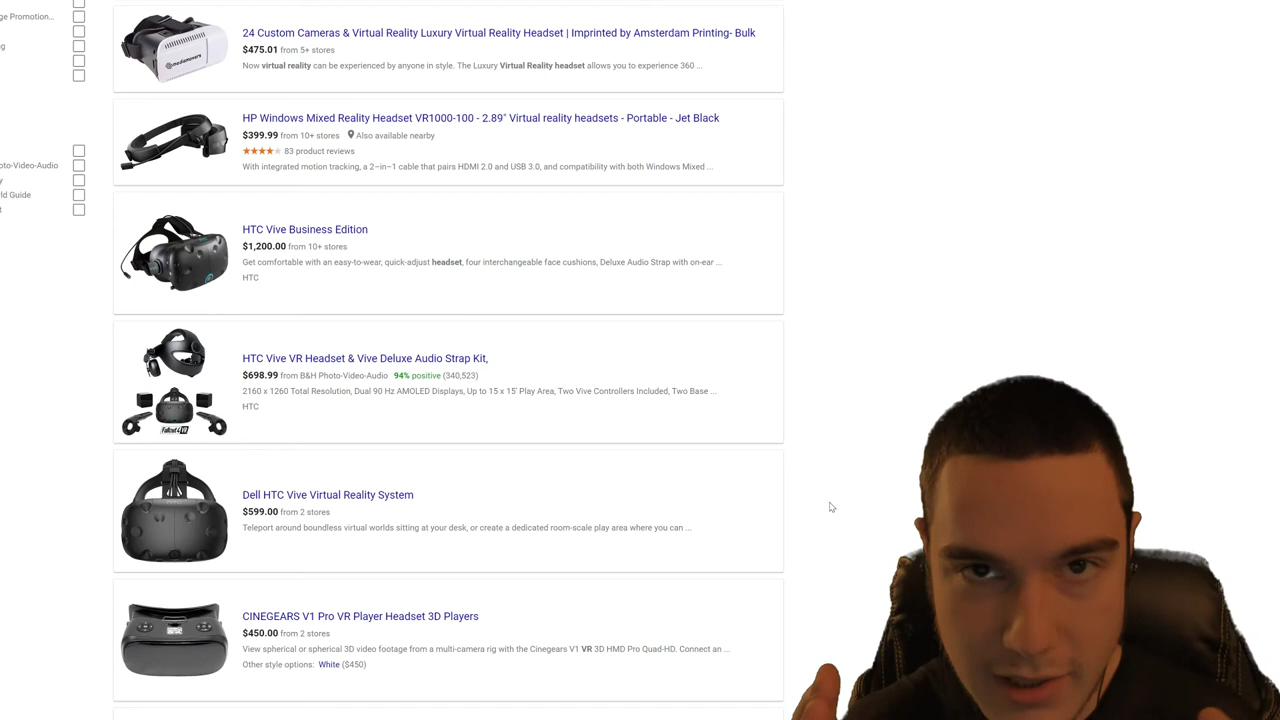 ge Promotion...
g
oto-Video-Audio
y
ld Guide
t
mediamovers
24 Custom Cameras & Virtual Reality Luxury Virtual Reality Headset | Imprinted by Amsterdam Printing- Bulk
$475.01 from 5+ stores
Now virtual reality can be experienced by anyone in style. The Luxury Virtual Reality headset allows you to experience 360 ...
HP Windows Mixed Reality Headset VR1000-100 - 2.89" Virtual reality headsets - Portable - Jet Black
$399.99 from 10+ stores Also available nearby
83 product reviews
With integrated motion tracking, a 2–in–1 cable that pairs HDMI 2.0 and USB 3.0, and compatibility with both Windows Mixed ...
HTC Vive Business Edition
$1,200.00 from 10+ stores
Get comfortable with an easy-to-wear, quick-adjust headset, four interchangeable face cushions, Deluxe Audio Strap with on-ear ...
HTC
HTC Vive VR Headset & Vive Deluxe Audio Strap Kit,
$698.99 from B&H Photo-Video-Audio 94% positive (340,523)
2160 x 1260 Total Resolution, Dual 90 Hz AMOLED Displays, Up to 15 x 15' Play Area, Two Vive Controllers Included, Two Base ...
HTC
Fallout 4 VR
Dell HTC Vive Virtual Reality System
$599.00 from 2 stores
Teleport around boundless virtual worlds sitting at your desk, or create a dedicated room-scale play area where you can ...
CINEGEARS V1 Pro VR Player Headset 3D Players
$450.00 from 2 stores
View spherical or spherical 3D video footage from a multi-camera rig with the Cinegears V1 VR 3D HMD Pro Quad-HD. Connect an ...
Other style options: White ($450)